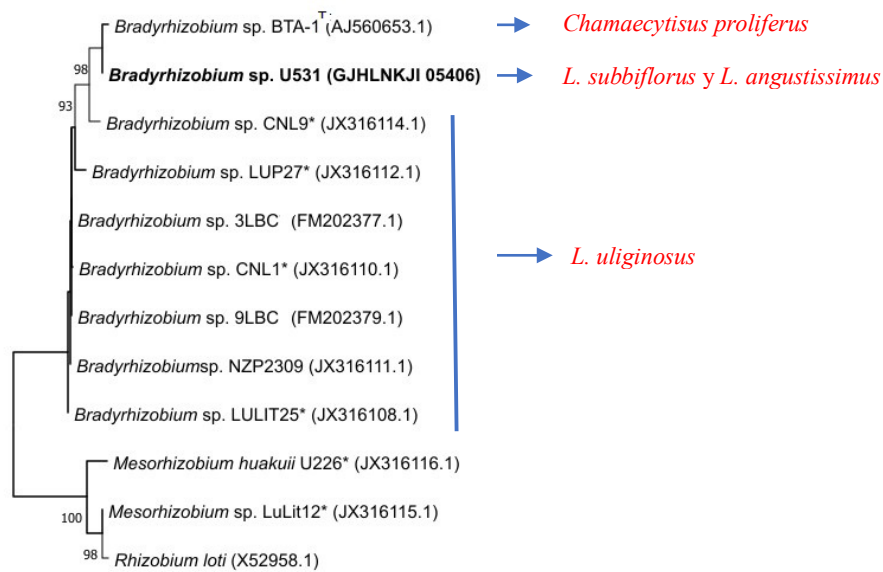 Bradyrhizobium sp. BTA-1T (AJ560653.1) Chamaecytisus proliferus
98
Bradyrhizobium sp. U531 (GJHLNKJI 05406) L. subbiflorus y L. angustissimus
93
Bradyrhizobium sp. CNL9* (JX316114.1)
Bradyrhizobium sp. LUP27* (JX316112.1)
Bradyrhizobium sp. 3LBC (FM202377.1)
L. uliginosus
Bradyrhizobium sp. CNL1* (JX316110.1)
Bradyrhizobium sp. 9LBC (FM202379.1)
Bradyrhizobiumsp. NZP2309 (JX316111.1)
Bradyrhizobium sp. LULIT25* (JX316108.1)
Mesorhizobium huakuii U226* (JX316116.1)
Mesorhizobium sp. LuLit12* (JX316115.1)
100
98
Rhizobium loti (X52958.1)